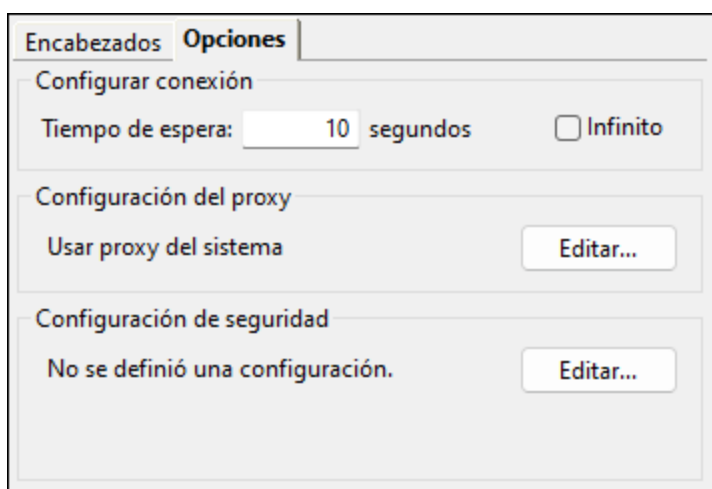 Encabezados Opciones
Configurar conexión
Tiempo de espera: 10 segundos Infinito
Configuración del proxy
Usar proxy del sistema Editar...
Configuración de seguridad
No se definió una configuración. Editar...